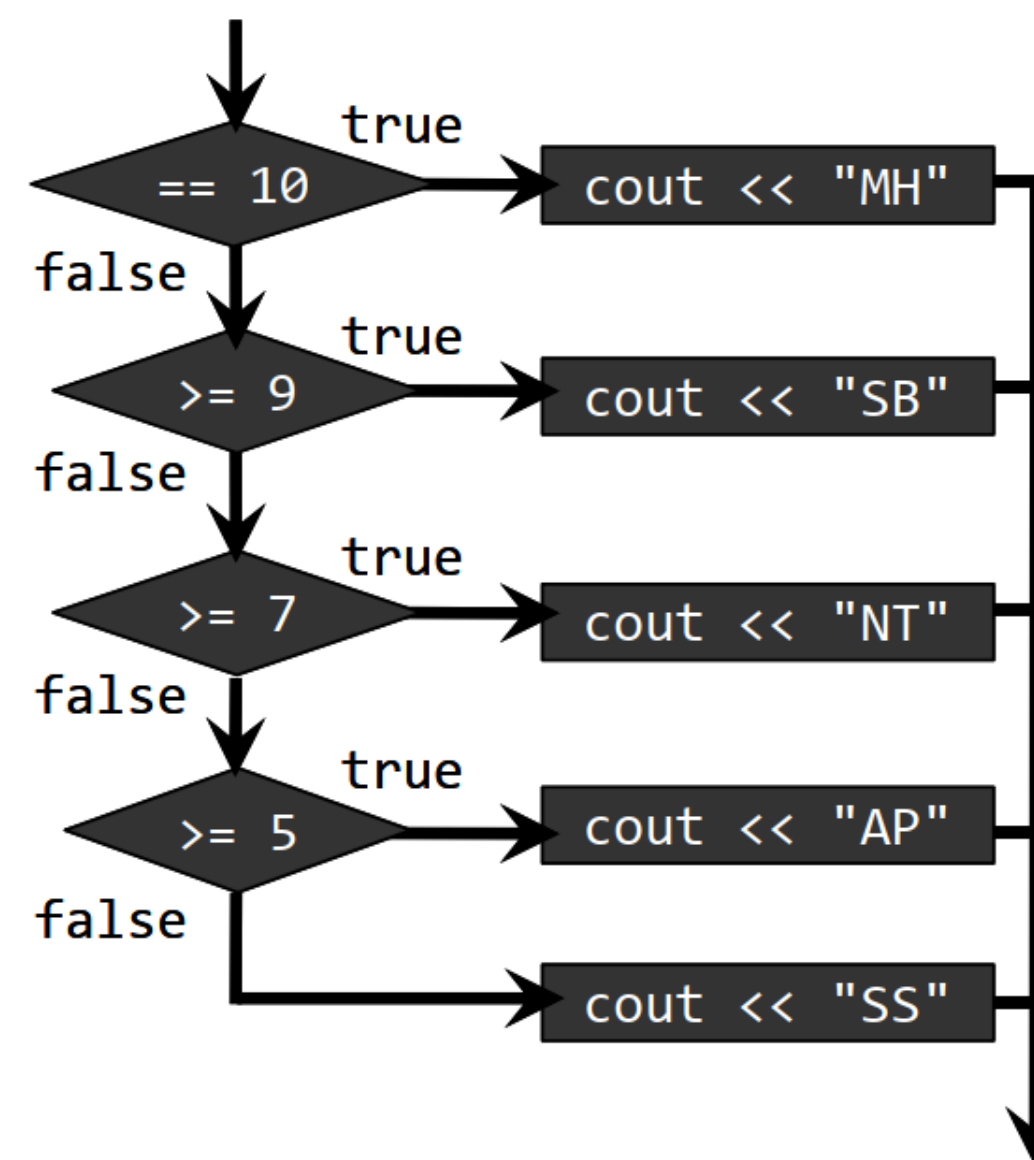 true
== 10
cout << "MH"
false
true
>= 9
cout << "SB"
false
true
>= 7
cout << "NT"
false
true
>= 5
cout << "AP"
false
cout << "SS"